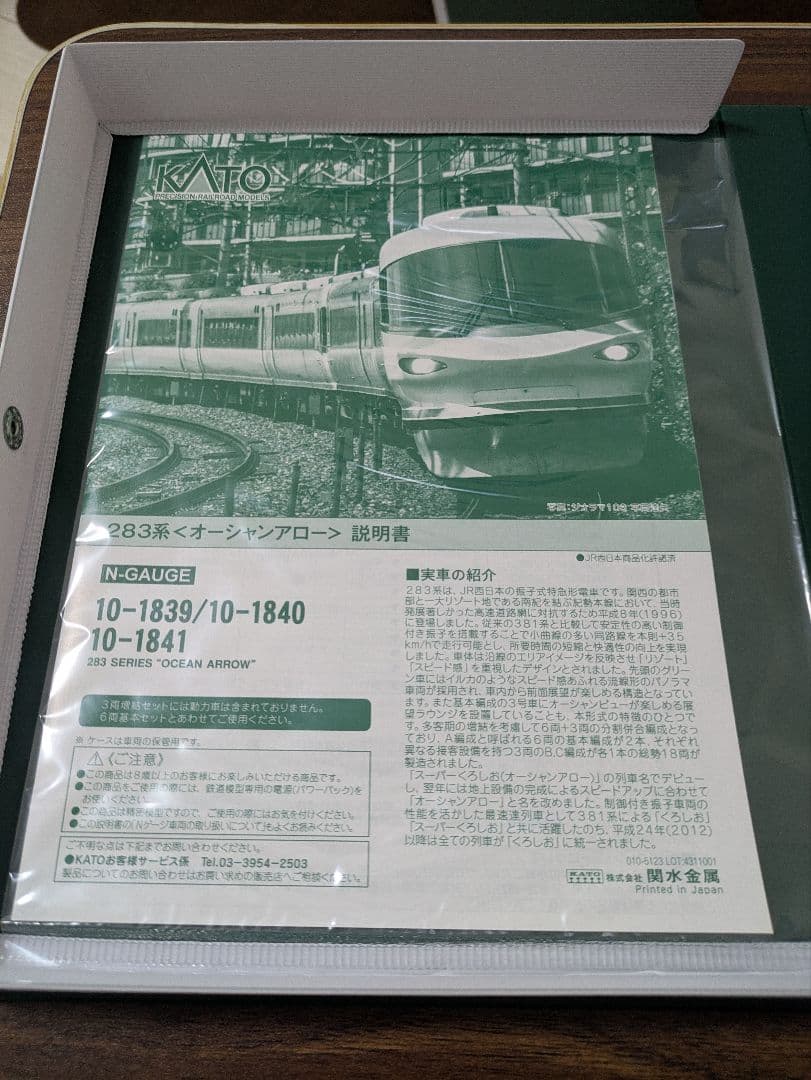 KATO
PRECISION RAILROAD MODELS
283系<オーシャンアロー> 説明書
●JR西日本商品化許諾済
N-GAUGE
10-1839/10-1840
10-1841
283 SERIES "OCEAN ARROW"
3両増結セットには動力車は含まれておりません。
6両基本セットとあわせてご使用ください。
※ ケースは車両の保管用です。
⚠〈ご注意〉
●この商品は8歳以上のお客様にお楽しみいただける商品です。
●この商品をご使用の際には、鉄道模型専用の電源(パワーパック)を
お使いください。
●この商品は精密模型ですので、ご使用の際にはお気を付けください。
●この説明書の(Nゲージ車両の取り扱いについて)もよくお読みください。
ご不明な点は下記までお問い合わせください。
●KATOお客様サービス係 Tel.03-3954-2503
製品についてのお問い合わせはお買い求めの販売店へご相談ください。
■実車の紹介
283系は、JR西日本の振子式特急形電車です。関西の都市
部と一大リゾート地である南紀を結ぶ紀勢本線において、当時
発展著しかった高速道路網に対抗するため平成8年(1996)
に登場しました。従来の381系と比較して安定性の高い制御
付き振子を搭載することで小曲線の多い同路線を本則+35
km/hで走行可能とし、所要時間の短縮と快適性の向上を実現
しました。車体は沿線のエリアイメージを反映させ「リゾート」
「スピード感」を重視したデザインとされました。先頭のグリー
ン車にはイルカのようなスピード感あふれる流線形のパノラマ
車両が採用され、車内から前面展望が楽しめる構造となってい
ます。また基本編成の3号車にオーシャンビューが楽しめる展
望ラウンジを設置していることも、本形式の特徴のひとつで
す。多客期の増結を考慮して6両+3両の分割併合編成となっ
ており、A編成と呼ばれる6両の基本編成が2本、それぞれ
異なる接客設備を持つ3両のB,C編成が各1本の総勢18両が
製造されました。
「スーパーくろしお(オーシャンアロー)」の列車名でデビュー
し、翌年には地上設備の完成によるスピードアップに合わせて
「オーシャンアロー」と名を改めました。制御付き振子車両の
性能を活かした最速達列車として381系による「くろしお」
「スーパーくろしお」と共に活躍したのち、平成24年(2012)
以降は全ての列車が「くろしお」に統一されました。
010-6123 LOT:4311001
KATO 株式会社 関水金属
Printed in Japan